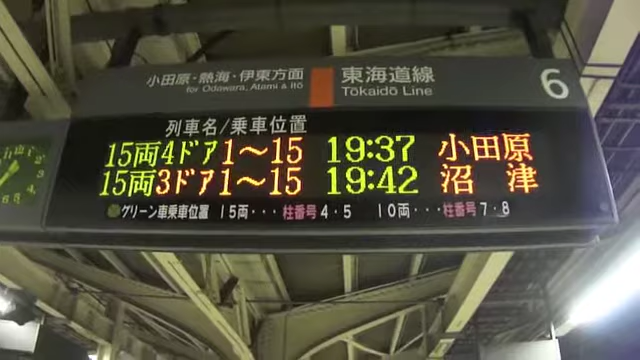 小田原・熱海・伊東方面
for Odawara, Atami & Itō
東海道線
Tōkaidō Line
6
列車名/乗車位置
15両4ドア1〜15 19:37 小田原
15両3ドア1〜15 19:42 沼津
グリーン車乗車位置 15両・・・柱番号4・5 10両・・・柱番号7・8